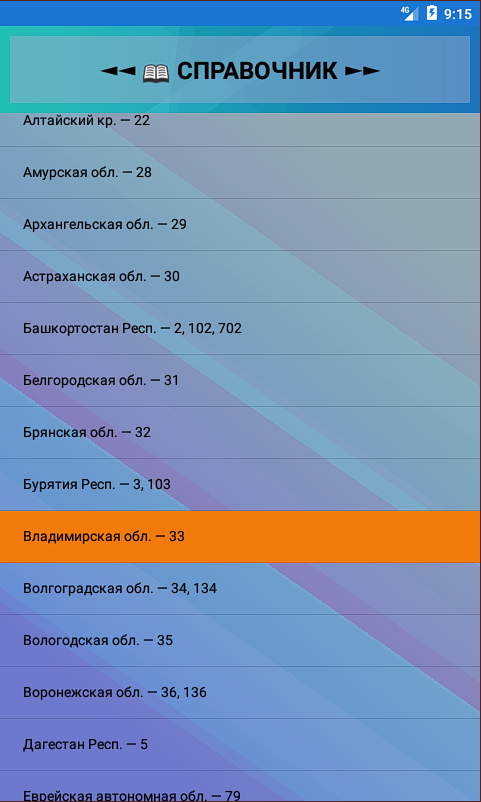 4G 9:15
◄◄ 📖 СПРАВОЧНИК ►►
Алтайский кр. — 22
Амурская обл. — 28
Архангельская обл. — 29
Астраханская обл. — 30
Башкортостан Респ. — 2, 102, 702
Белгородская обл. — 31
Брянская обл. — 32
Бурятия Респ. — 3, 103
Владимирская обл. — 33
Волгоградская обл. — 34, 134
Вологодская обл. — 35
Воронежская обл. — 36, 136
Дагестан Респ. — 5
Еврейская автономная обл. — 79